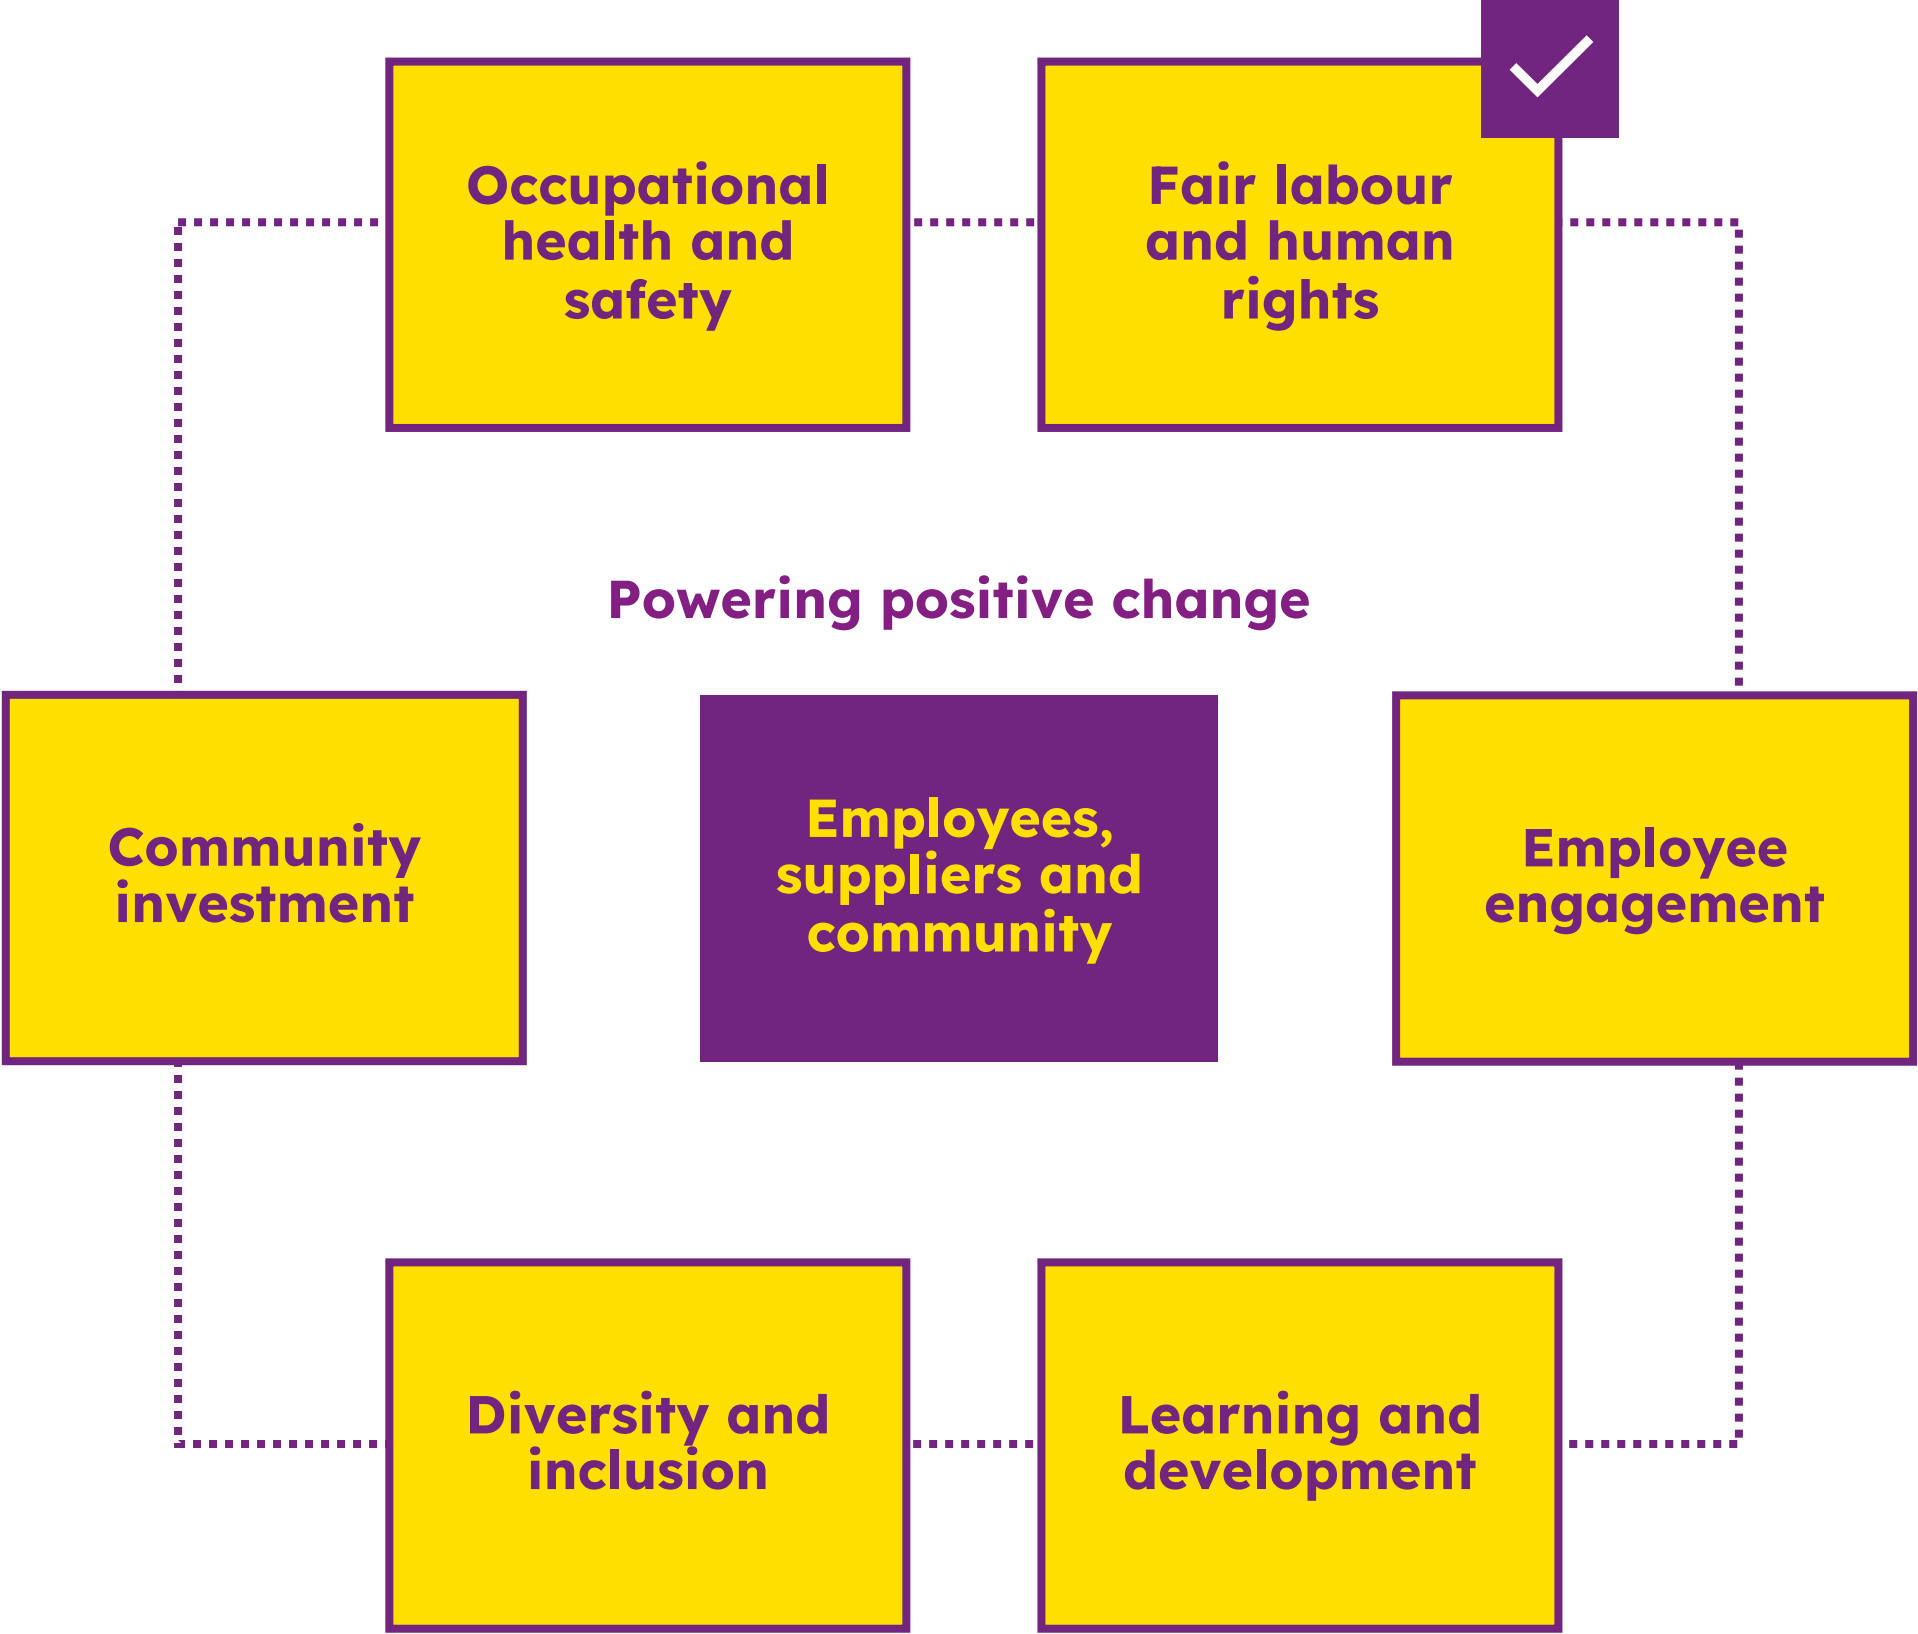 Occupational
health and
safety
Fair labour
and human
rights
Powering positive change
Community
investment
Employees,
suppliers and
community
Employee
engagement
Diversity and
inclusion
Learning and
development